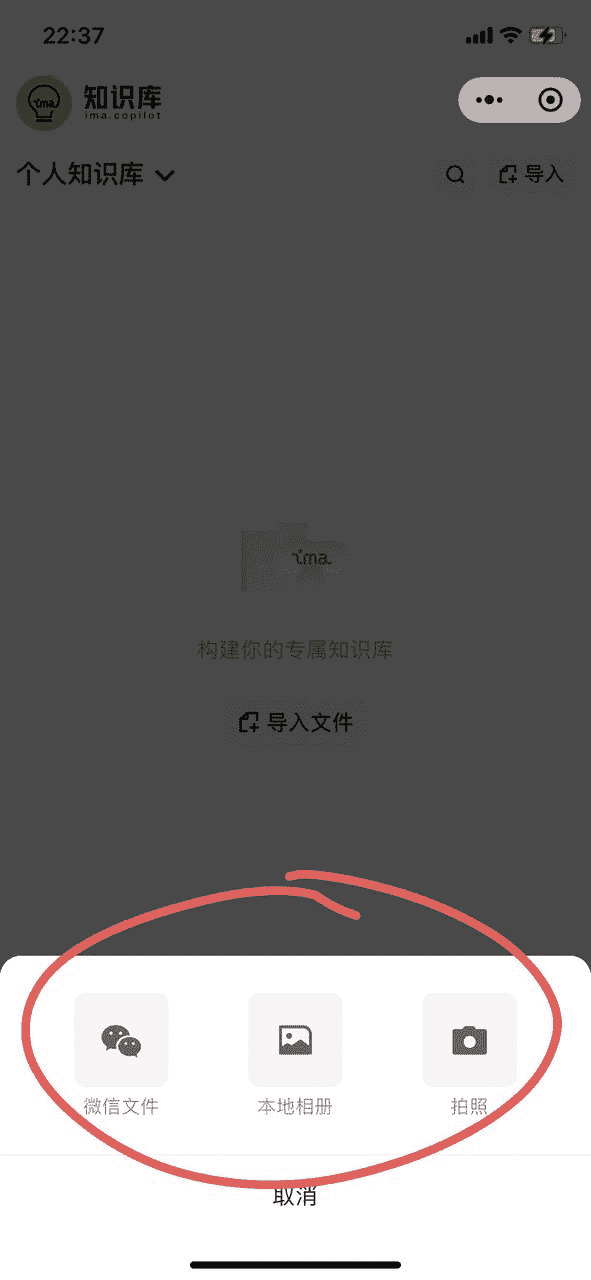 22:37
ima
知识库
ima.copilot
个人知识库
导入
ima.
构建你的专属知识库
导入文件
微信文件
本地相册
拍照
取消